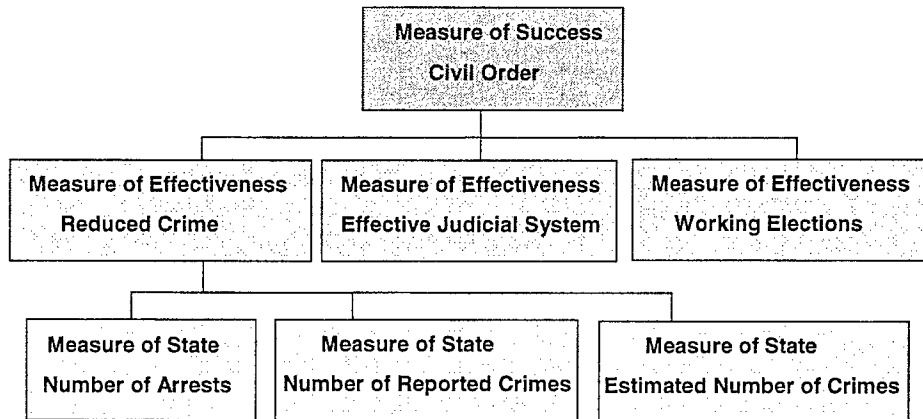 Measure of Success
Civil Order
Measure of Effectiveness
Reduced Crime
Measure of Effectiveness
Effective Judicial System
Measure of Effectiveness
Working Elections
Measure of State
Number of Arrests
Measure of State
Number of Reported Crimes
Measure of State
Estimated Number of Crimes